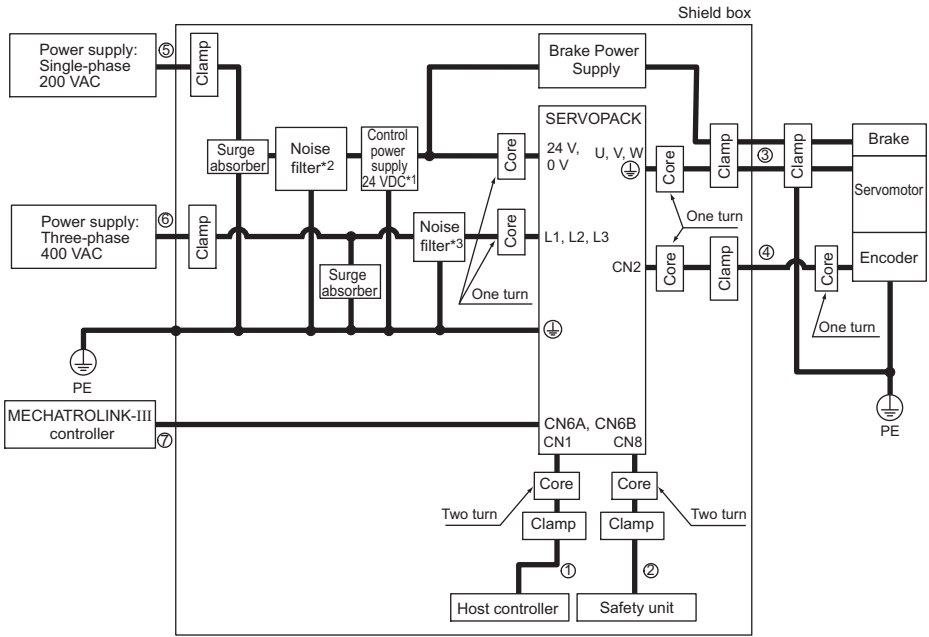 Shield box
Power supply:
Single-phase
200 VAC
⑤
Clamp
Brake Power
Supply
SERVOPACK
Surge
absorber
Noise
filter*2
Control
power
supply
24 VDC*1
Core
24 V,
0 V
U, V, W
Core
Clamp
③
Clamp
Brake
Servomotor
Encoder
Power supply:
Three-phase
400 VAC
⑥
Clamp
Noise
filter*3
Core
L1, L2, L3
One turn
Surge
absorber
One turn
CN2
Core
Clamp
④
Core
One turn
PE
PE
MECHATROLINK-III
controller
⑦
CN6A, CN6B
CN1
CN8
Core
Core
Two turn
Two turn
Clamp
Clamp
①
②
Host controller
Safety unit